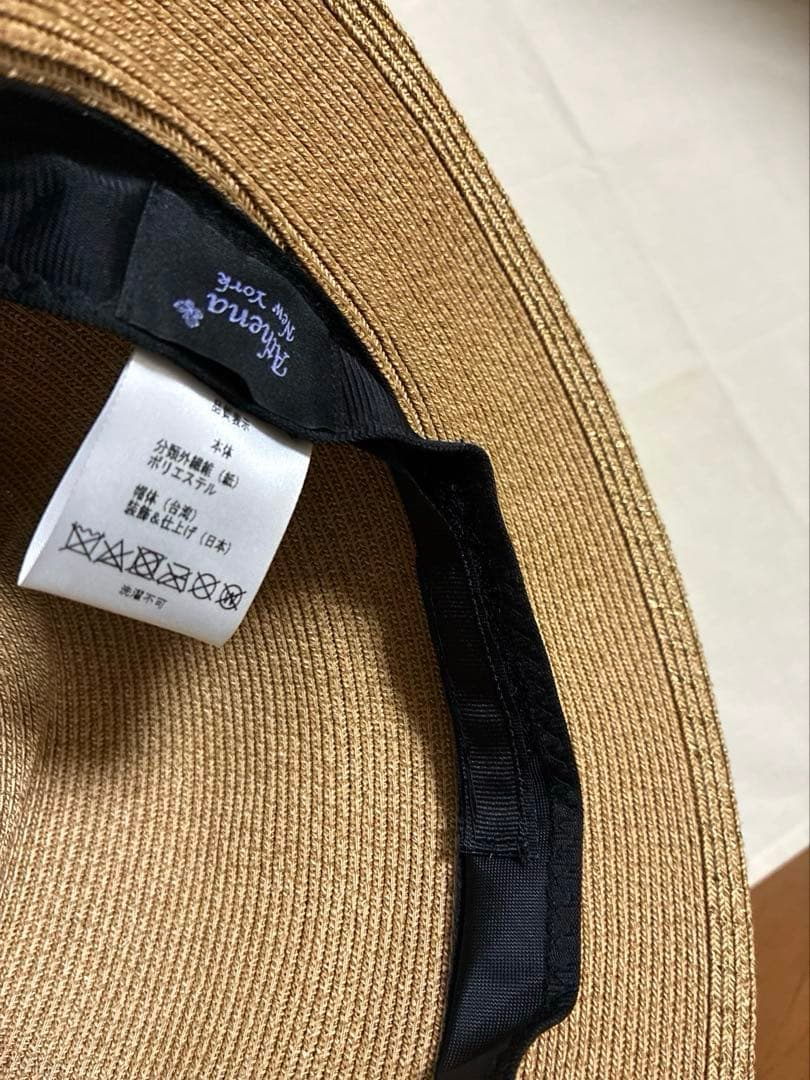 Athena
New York
品質表示
本体
分類外繊維（紙）
ポリエステル
帽体（台湾）
装飾&仕上げ（日本）
洗濯不可